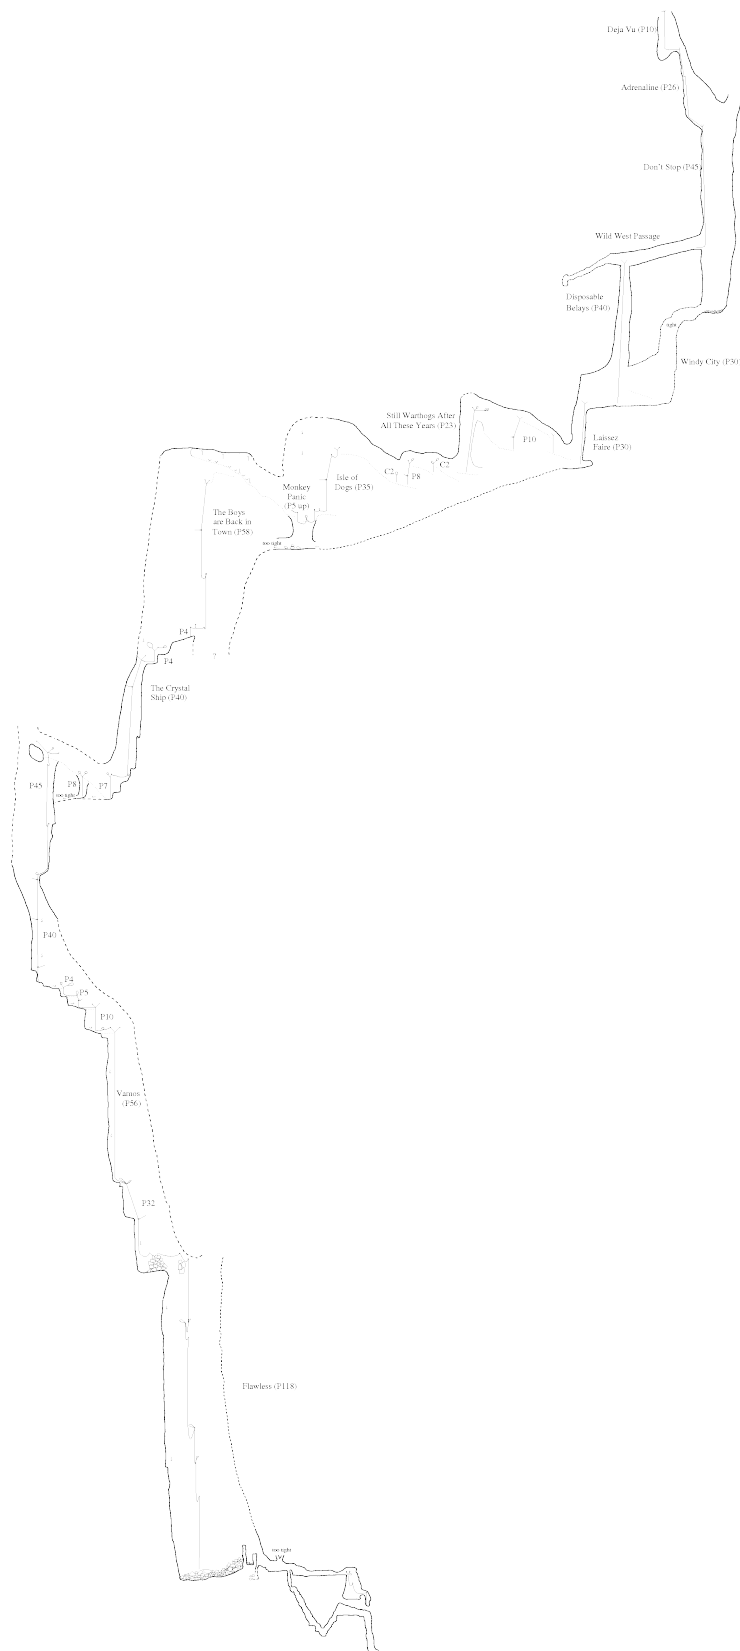 Deja Vu (P10)
Adrenaline (P26)
Don't Stop (P45)
Wild West Passage
Disposable
Belays (P40)
tight
Windy City (P30
Still Warthogs After
All These Years (P23)
P10
Laissez
Faire (P30)
C2
P8
C2
Isle of
Dogs (P35)
Monkey
Panic
(P5 up)
too tight
The Boys
are Back in
Town (P58)
P4
?
P4
The Crystal
Ship (P40)
P45
P8
P7
too tight
P40
P4
P5
P10
Vamos
(P56)
P32
Flawless (P118)
too tight